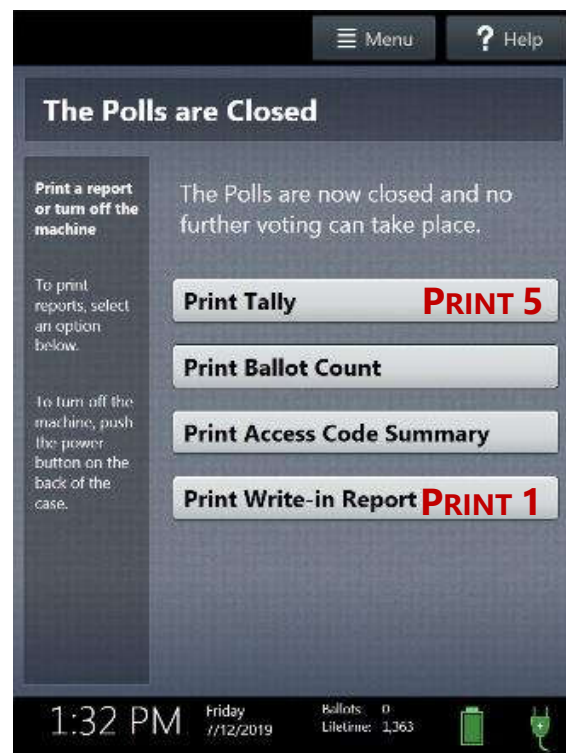 Menu
? Help
The Polls are Closed
Print a report
or turn off the
machine
To print
reports, select
an option
below.
To turn off the
machine, push
the power
button on the
back of the
case.
The Polls are now closed and no
further voting can take place.
Print Tally PRINT 5
Print Ballot Count
Print Access Code Summary
Print Write-in Report PRINT 1
1:32 PM
Friday
7/12/2019
Ballots: 0
Lifetime: 1,363